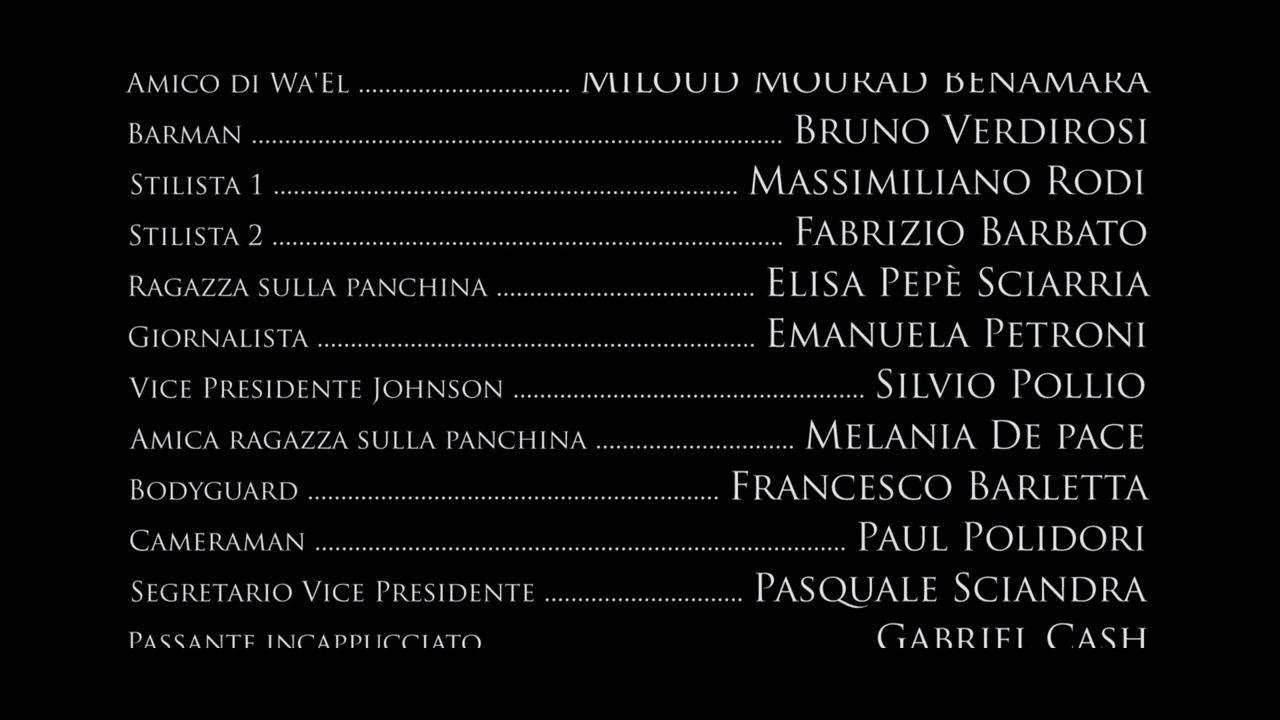 Amico di Wa'El .............................. Miloud Mourad Benamara
Barman .............................. Bruno Verdirosi
Stilista 1 .............................. Massimiliano Rodi
Stilista 2 .............................. Fabrizio Barbato
Ragazza sulla panchina .............................. Elisa Pepè Sciarria
Giornalista .............................. Emanuela Petroni
Vice Presidente Johnson .............................. Silvio Pollio
Amica ragazza sulla panchina .............................. Melania De pace
Bodyguard .............................. Francesco Barletta
Cameraman .............................. Paul Polidori
Segretario Vice Presidente .............................. Pasquale Sciandra
Passante incappucciato Gabriel Cash